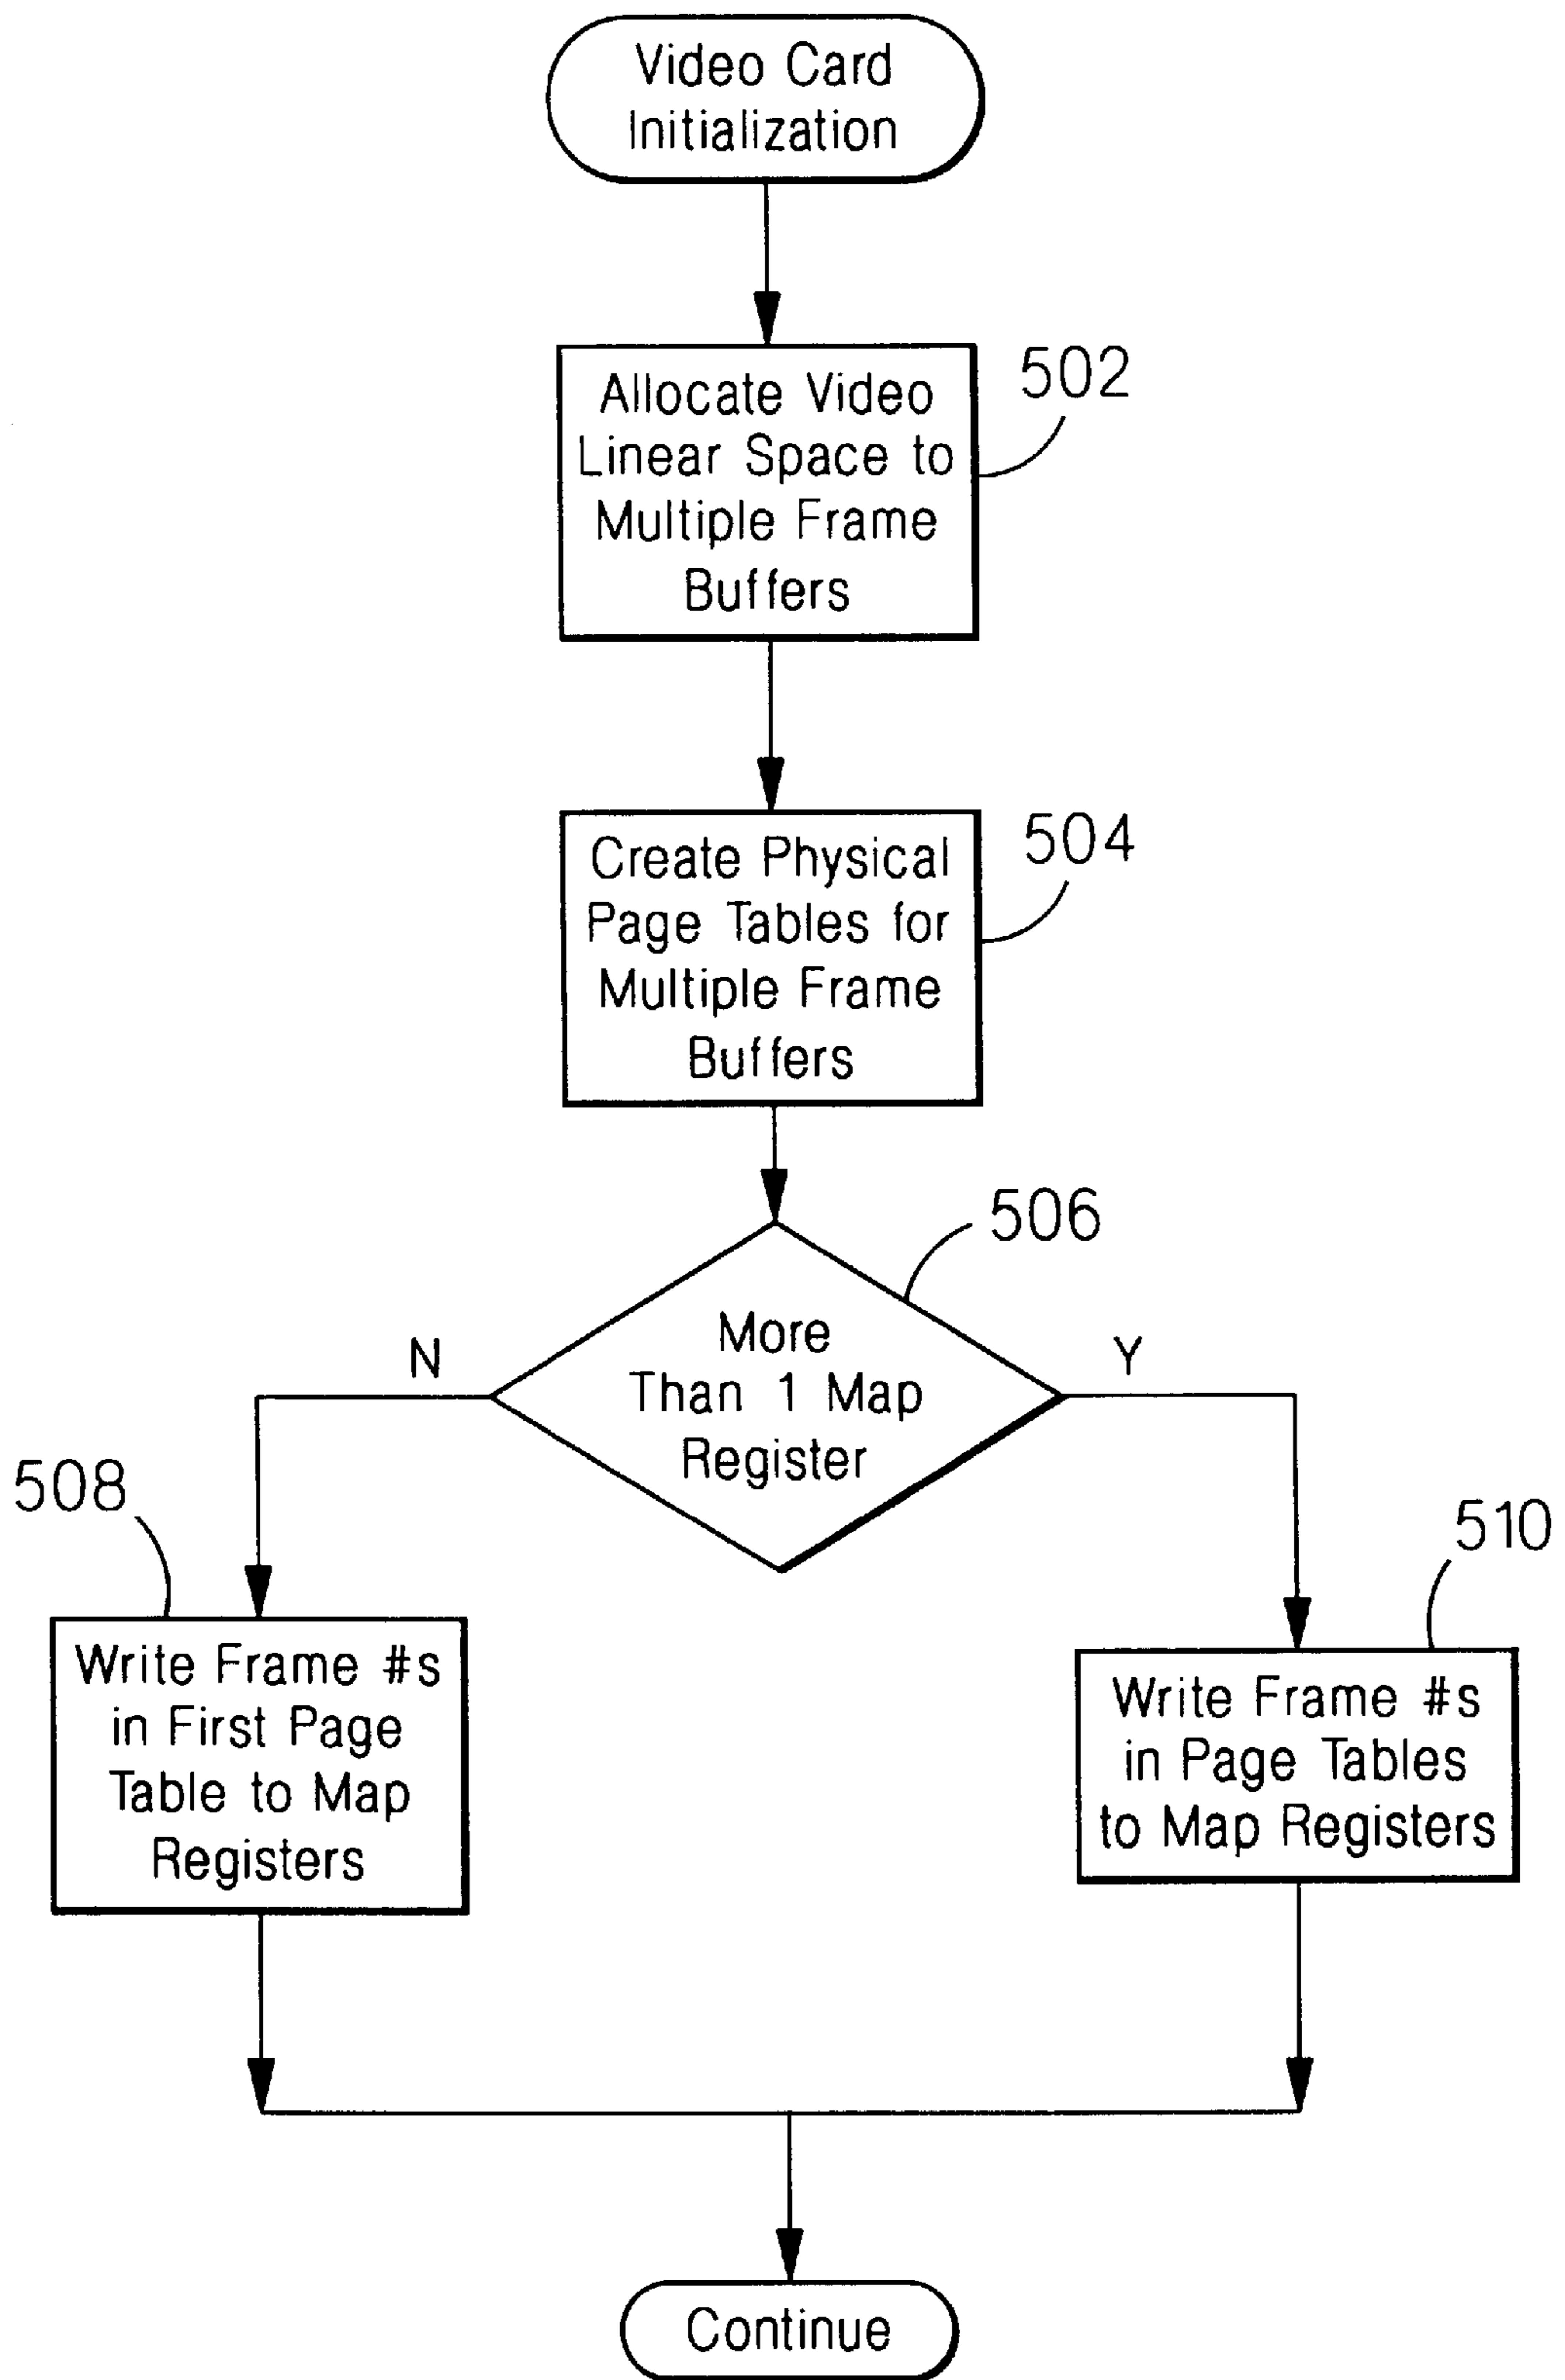 Video Card
Initialization
502
Allocate Video
Linear Space to
Multiple Frame
Buffers
504
Create Physical
Page Tables for
Multiple Frame
Buffers
506
More
Than 1 Map
Register
N
Y
508
Write Frame #s
in First Page
Table to Map
Registers
510
Write Frame #s
in Page Tables
to Map Registers
Continue